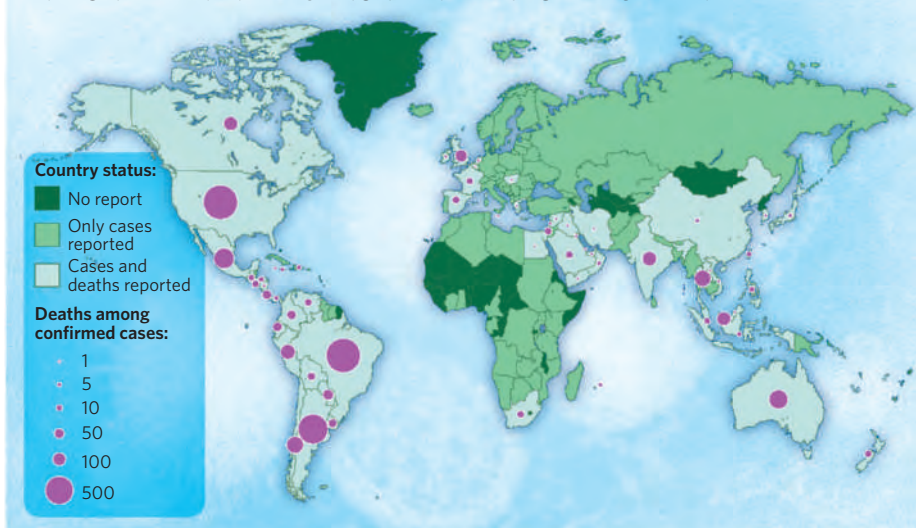 Country status:
No report
Only cases
reported
Cases and
deaths reported
Deaths among
confirmed cases:
1
5
10
50
100
500